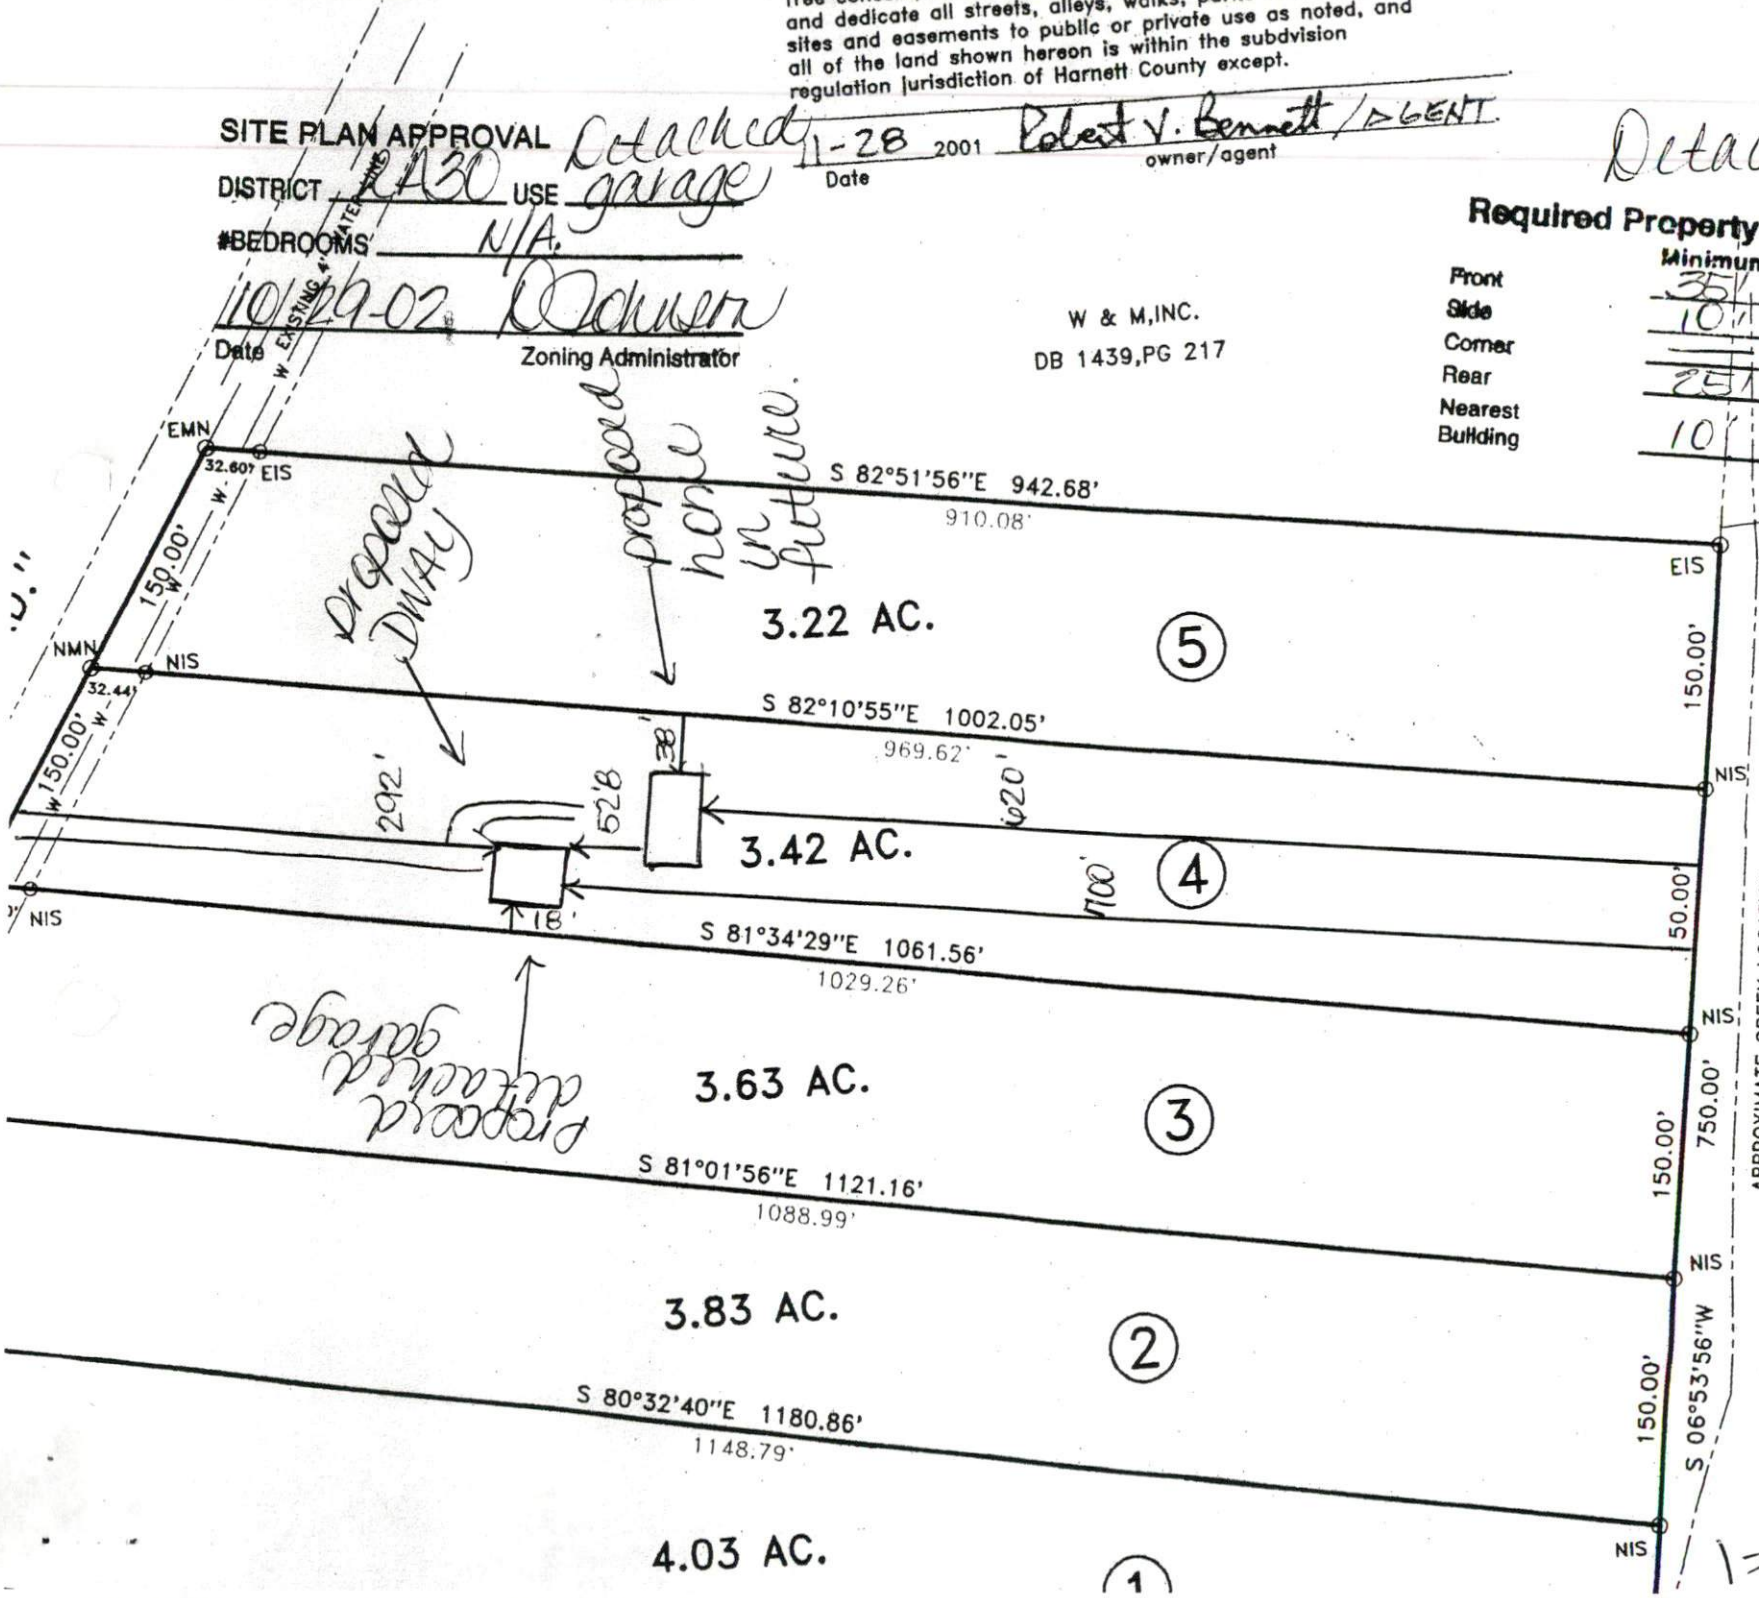 and dedicate all streets, alleys, walks,
sites and easements to public or private use as noted, and
all of the land shown hereon is within the subdvision
regulation jurisdiction of Harnett County except.
11-28 2001 Robert V. Bennett / AGENT
Date owner/agent
SITE PLAN APPROVAL Detached
DISTRICT RA30 USE garage
#BEDROOMS N/A.
10-29-02 DJohnson
Date Zoning Administrator
W EXISTING 4" WATER LINE
Detac
Required Property
Minimum
Front 35'
Side 10'
Corner
Rear 25'
Nearest
Building 10'
W & M,INC.
DB 1439,PG 217
EMN
32.60'
EIS
S 82°51'56"E 942.68'
910.08'
EIS
150.00'
W
W
proposed
DWAY
proposed
home
in
future.
3.22 AC.
5
150.00'
NMN
NIS
32.44'
S 82°10'55"E 1002.05'
969.62'
NIS
150.00'
W
W
292'
52'8
38'
620'
3.42 AC.
4
700'
150.00'
NIS
18'
S 81°34'29"E 1061.56'
1029.26'
NIS
proposed
detached
garage
3.63 AC.
3
150.00'
750.00'
S 81°01'56"E 1121.16'
1088.99'
NIS
3.83 AC.
2
150.00'
S 06°53'56"W
S 80°32'40"E 1180.86'
1148.79'
NIS
4.03 AC.
1